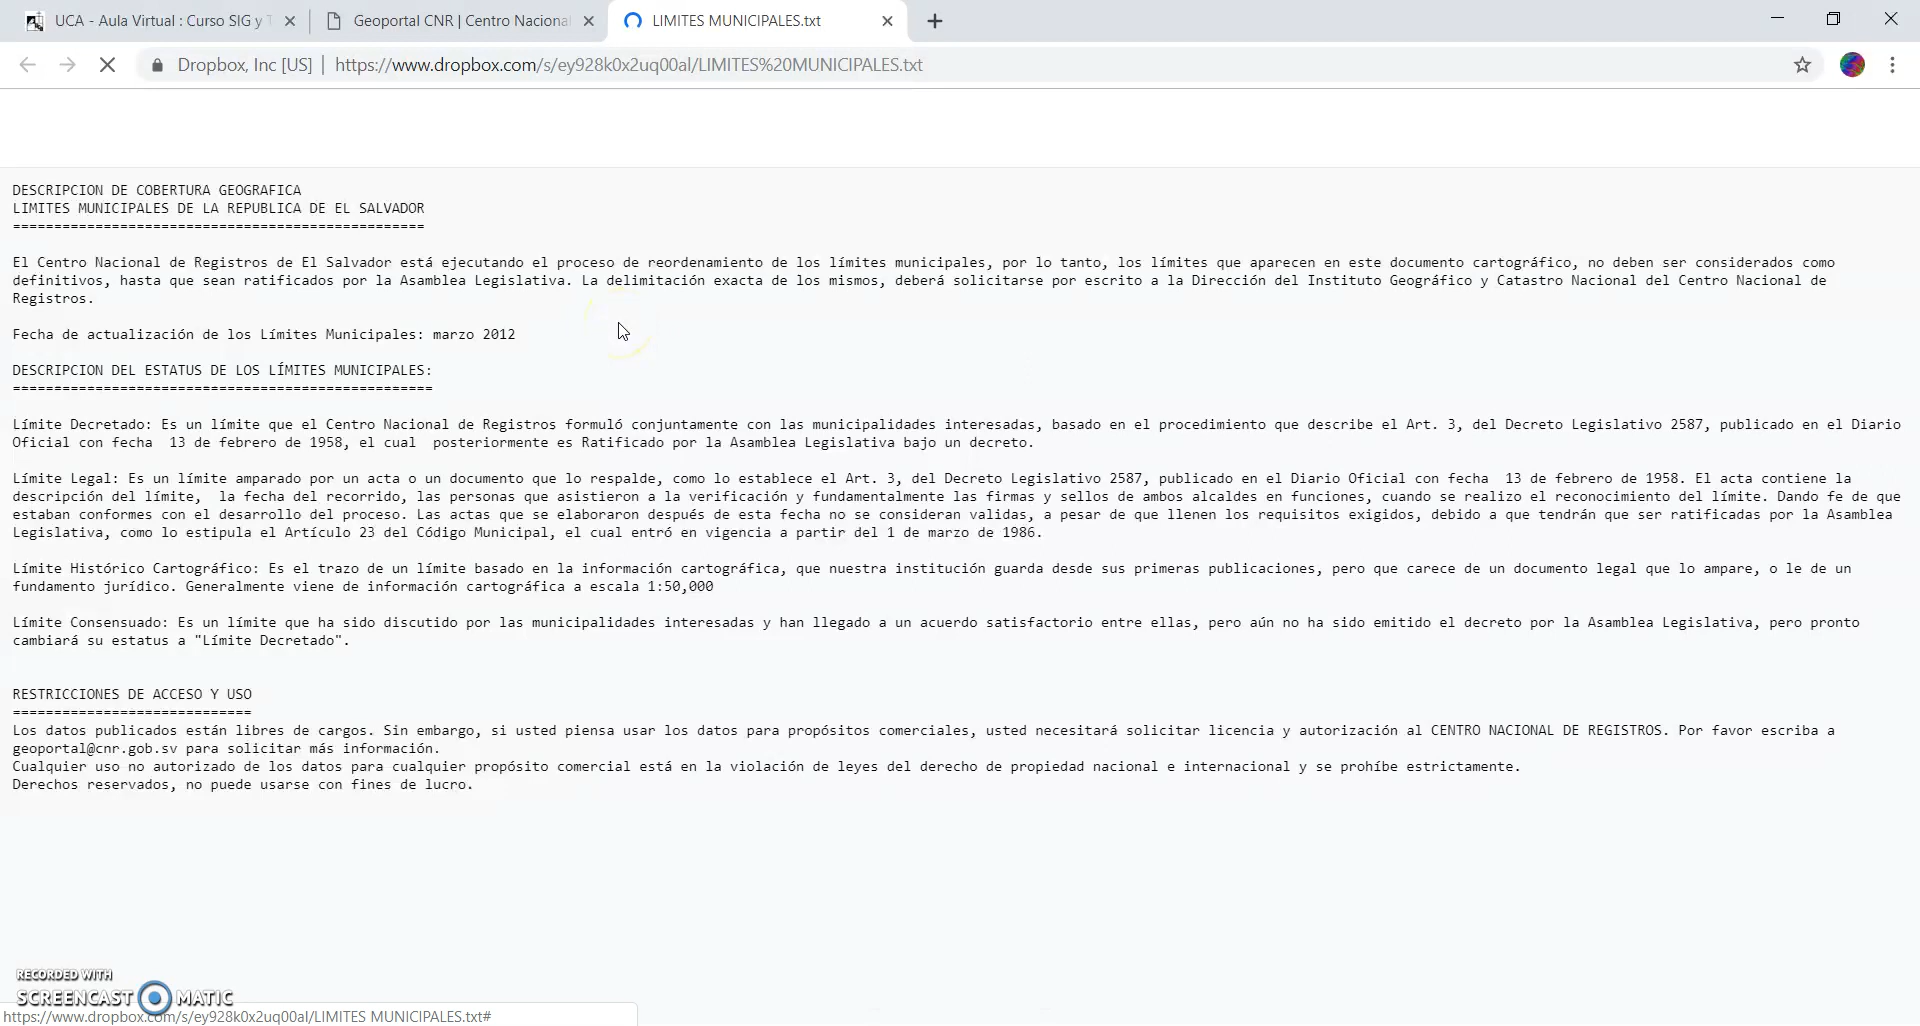 UCA - Aula Virtual : Curso SIG y T
Geoportal CNR | Centro Nacional
LIMITES MUNICIPALES.txt
Dropbox, Inc [US] | https://www.dropbox.com/s/ey928k0x2uq00al/LIMITES%20MUNICIPALES.txt
DESCRIPCION DE COBERTURA GEOGRAFICA
LIMITES MUNICIPALES DE LA REPUBLICA DE EL SALVADOR
==================================================
El Centro Nacional de Registros de El Salvador está ejecutando el proceso de reordenamiento de los límites municipales, por lo tanto, los límites que aparecen en este documento cartográfico, no deben ser considerados como
definitivos, hasta que sean ratificados por la Asamblea Legislativa. La delimitación exacta de los mismos, deberá solicitarse por escrito a la Dirección del Instituto Geográfico y Catastro Nacional del Centro Nacional de
Registros.
Fecha de actualización de los Límites Municipales: marzo 2012
DESCRIPCION DEL ESTATUS DE LOS LÍMITES MUNICIPALES:
===================================================
Límite Decretado: Es un límite que el Centro Nacional de Registros formuló conjuntamente con las municipalidades interesadas, basado en el procedimiento que describe el Art. 3, del Decreto Legislativo 2587, publicado en el Diario
Oficial con fecha  13 de febrero de 1958, el cual  posteriormente es Ratificado por la Asamblea Legislativa bajo un decreto.
Límite Legal: Es un límite amparado por un acta o un documento que lo respalde, como lo establece el Art. 3, del Decreto Legislativo 2587, publicado en el Diario Oficial con fecha  13 de febrero de 1958. El acta contiene la
descripción del límite,  la fecha del recorrido, las personas que asistieron a la verificación y fundamentalmente las firmas y sellos de ambos alcaldes en funciones, cuando se realizo el reconocimiento del límite. Dando fe de que
estaban conformes con el desarrollo del proceso. Las actas que se elaboraron después de esta fecha no se consideran validas, a pesar de que llenen los requisitos exigidos, debido a que tendrán que ser ratificadas por la Asamblea
Legislativa, como lo estipula el Artículo 23 del Código Municipal, el cual entró en vigencia a partir del 1 de marzo de 1986.
Límite Histórico Cartográfico: Es el trazo de un límite basado en la información cartográfica, que nuestra institución guarda desde sus primeras publicaciones, pero que carece de un documento legal que lo ampare, o le de un
fundamento jurídico. Generalmente viene de información cartográfica a escala 1:50,000
Límite Consensuado: Es un límite que ha sido discutido por las municipalidades interesadas y han llegado a un acuerdo satisfactorio entre ellas, pero aún no ha sido emitido el decreto por la Asamblea Legislativa, pero pronto
cambiará su estatus a "Límite Decretado".
RESTRICCIONES DE ACCESO Y USO
=============================
Los datos publicados están libres de cargos. Sin embargo, si usted piensa usar los datos para propósitos comerciales, usted necesitará solicitar licencia y autorización al CENTRO NACIONAL DE REGISTROS. Por favor escriba a
geoportal@cnr.gob.sv para solicitar más información.
Cualquier uso no autorizado de los datos para cualquier propósito comercial está en la violación de leyes del derecho de propiedad nacional e internacional y se prohíbe estrictamente.
Derechos reservados, no puede usarse con fines de lucro.
RECORDED WITH
SCREENCAST MATIC
https://www.dropbox.com/s/ey928k0x2uq00al/LIMITES MUNICIPALES.txt#